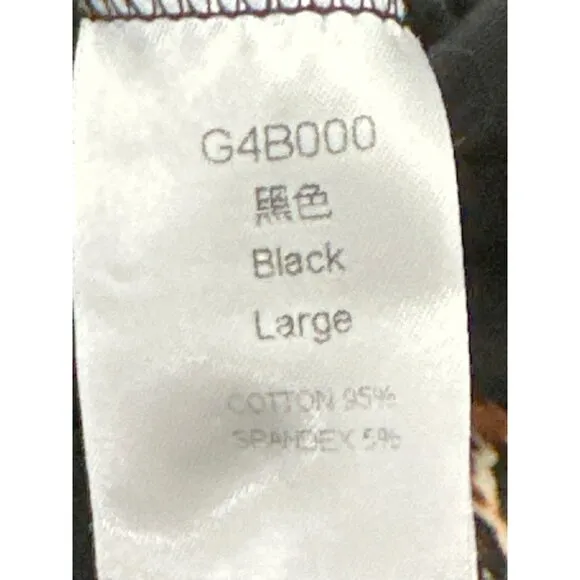 G4B000
黑色
Black
Large
COTTON 95%
SPANDEX 5%